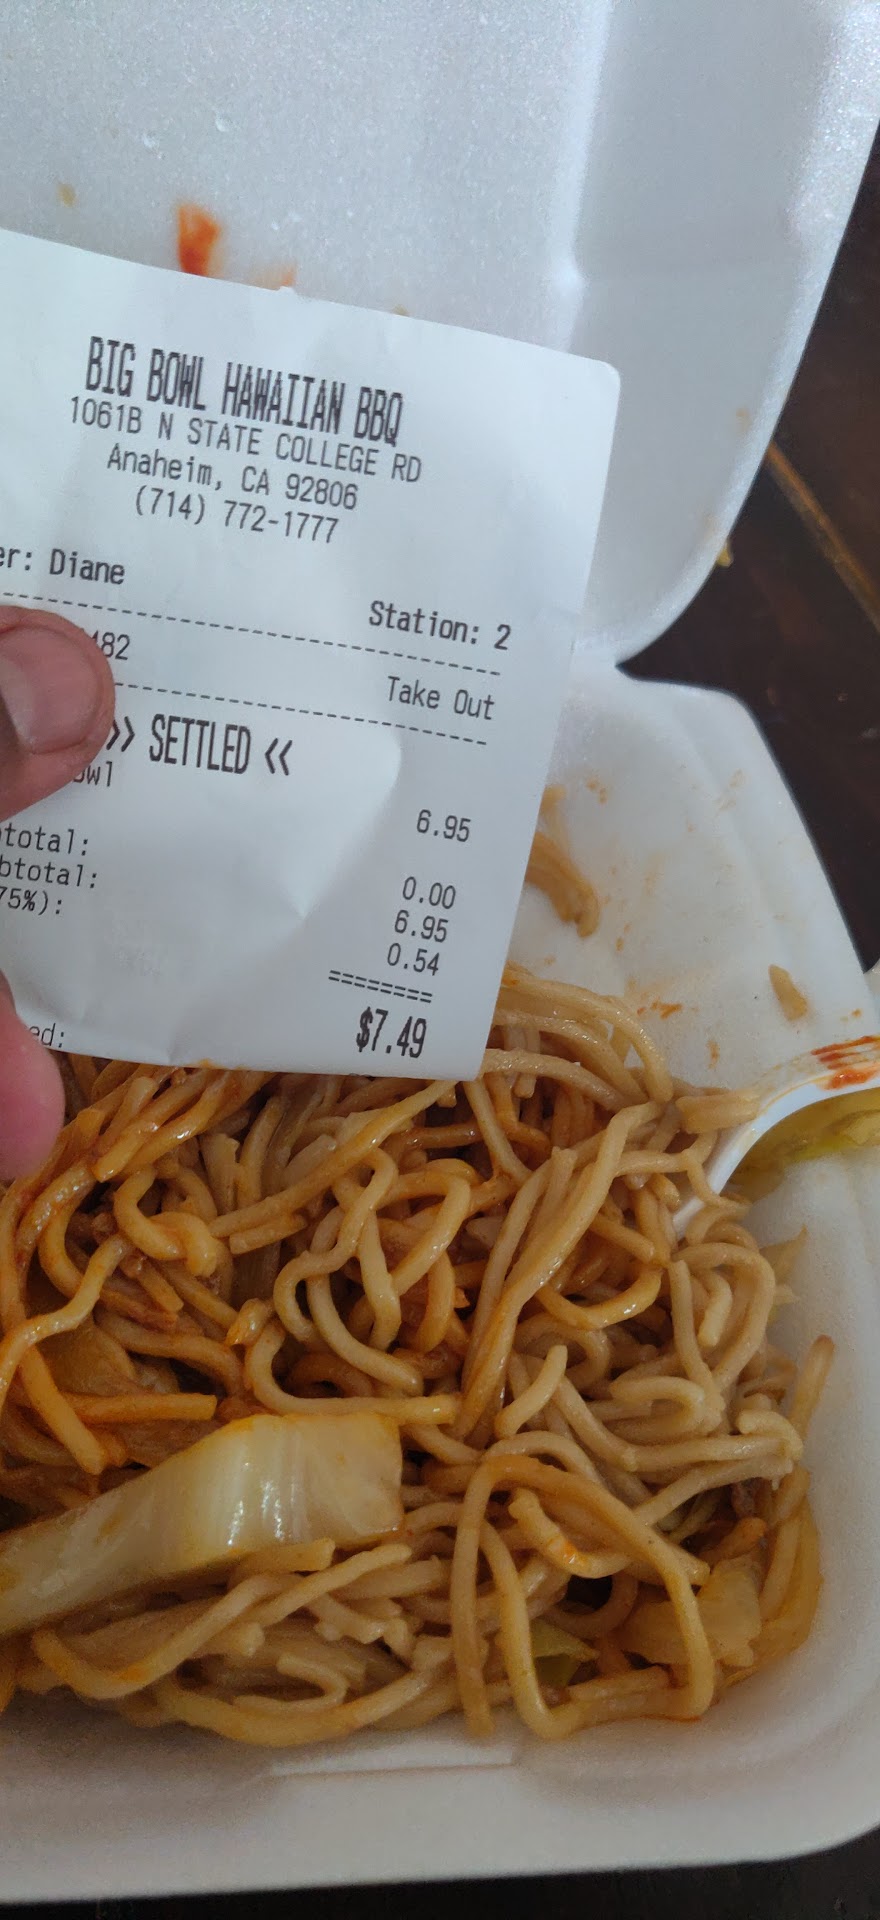 BIG BOWL HAWAIIAN BBQ
1061B N STATE COLLEGE RD
Anaheim, CA 92806
(714) 772-1777
er: Diane
Station: 2
482
Take Out
>> SETTLED <<
owl
6.95
total:
0.00
btotal:
6.95
75%):
0.54
========
ed:
$7.49